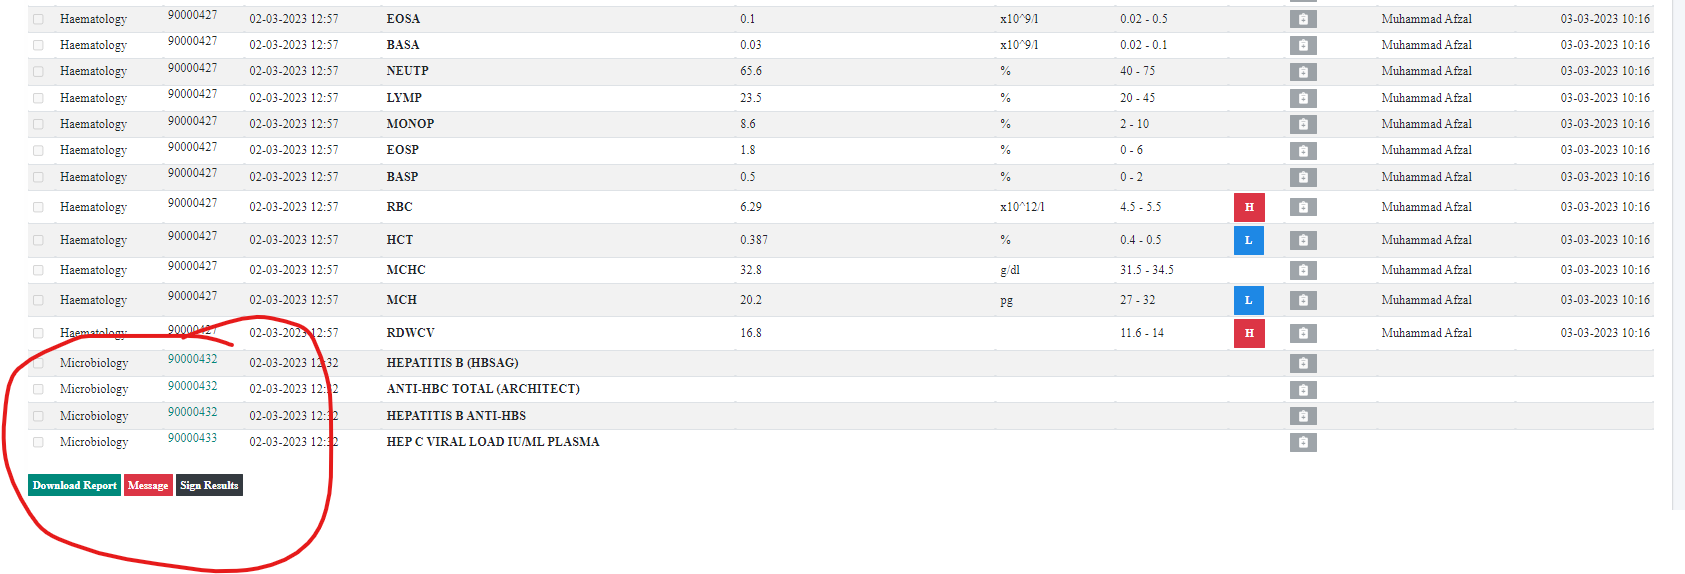 Haematology 90000427 02-03-2023 12:57 EOSA 0.1 x10^9/l 0.02 - 0.5 Muhammad Afzal 03-03-2023 10:16
Haematology 90000427 02-03-2023 12:57 BASA 0.03 x10^9/l 0.02 - 0.1 Muhammad Afzal 03-03-2023 10:16
Haematology 90000427 02-03-2023 12:57 NEUTP 65.6 % 40 - 75 Muhammad Afzal 03-03-2023 10:16
Haematology 90000427 02-03-2023 12:57 LYMP 23.5 % 20 - 45 Muhammad Afzal 03-03-2023 10:16
Haematology 90000427 02-03-2023 12:57 MONOP 8.6 % 2 - 10 Muhammad Afzal 03-03-2023 10:16
Haematology 90000427 02-03-2023 12:57 EOSP 1.8 % 0 - 6 Muhammad Afzal 03-03-2023 10:16
Haematology 90000427 02-03-2023 12:57 BASP 0.5 % 0 - 2 Muhammad Afzal 03-03-2023 10:16
Haematology 90000427 02-03-2023 12:57 RBC 6.29 x10^12/l 4.5 - 5.5 H Muhammad Afzal 03-03-2023 10:16
Haematology 90000427 02-03-2023 12:57 HCT 0.387 % 0.4 - 0.5 L Muhammad Afzal 03-03-2023 10:16
Haematology 90000427 02-03-2023 12:57 MCHC 32.8 g/dl 31.5 - 34.5 Muhammad Afzal 03-03-2023 10:16
Haematology 90000427 02-03-2023 12:57 MCH 20.2 pg 27 - 32 L Muhammad Afzal 03-03-2023 10:16
Haematology 90000427 02-03-2023 12:57 RDWCV 16.8 11.6 - 14 H Muhammad Afzal 03-03-2023 10:16
Microbiology 90000432 02-03-2023 12:32 HEPATITIS B (HBSAG)
Microbiology 90000432 02-03-2023 12:32 ANTI-HBC TOTAL (ARCHITECT)
Microbiology 90000432 02-03-2023 12:32 HEPATITIS B ANTI-HBS
Microbiology 90000433 02-03-2023 12:32 HEP C VIRAL LOAD IU/ML PLASMA
Download Report Message Sign Results